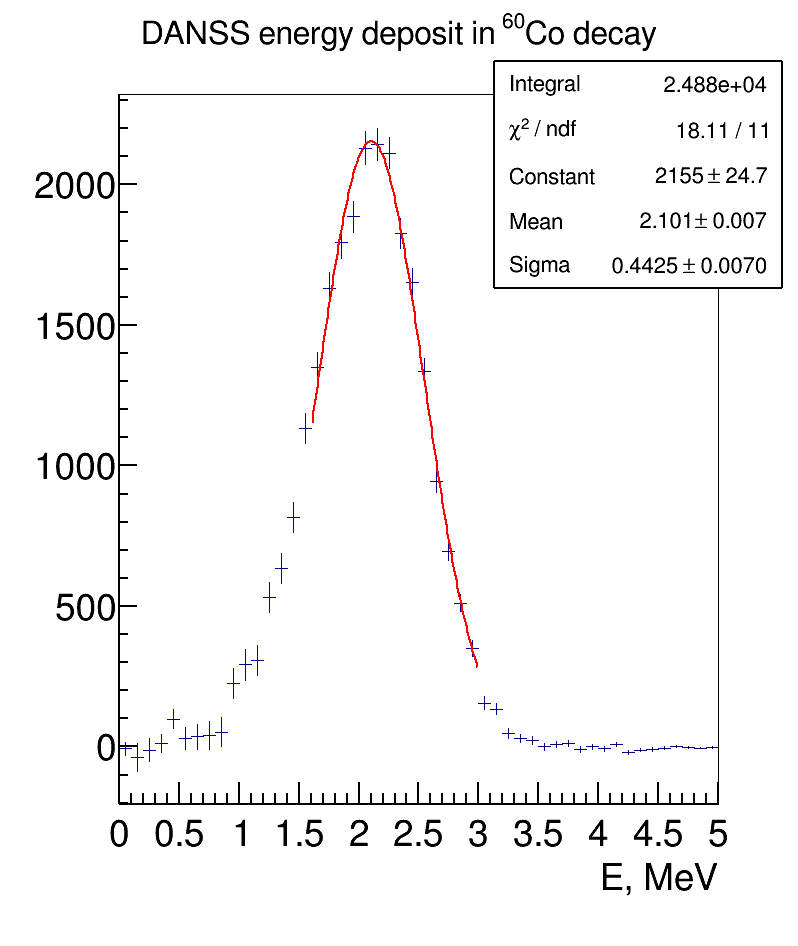 DANSS energy deposit in ⁶⁰Co decay
Integral 2.488e+04
χ² / ndf 18.11 / 11
Constant 2155 ± 24.7
Mean 2.101 ± 0.007
Sigma 0.4425 ± 0.0070
2000
1500
1000
500
0
0 0.5 1 1.5 2 2.5 3 3.5 4 4.5 5
E, MeV